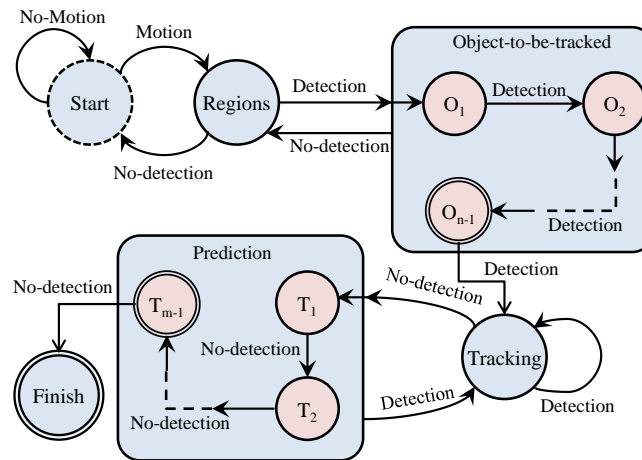 No-Motion
Motion
Object-to-be-tracked
Start
Regions
Detection
O1
Detection
O2
No-detection
No-detection
On-1
Detection
Prediction
Detection
No-detection
No-detection
Tm-1
T1
No-detection
Tracking
Finish
T2
Detection
No-detection
Detection